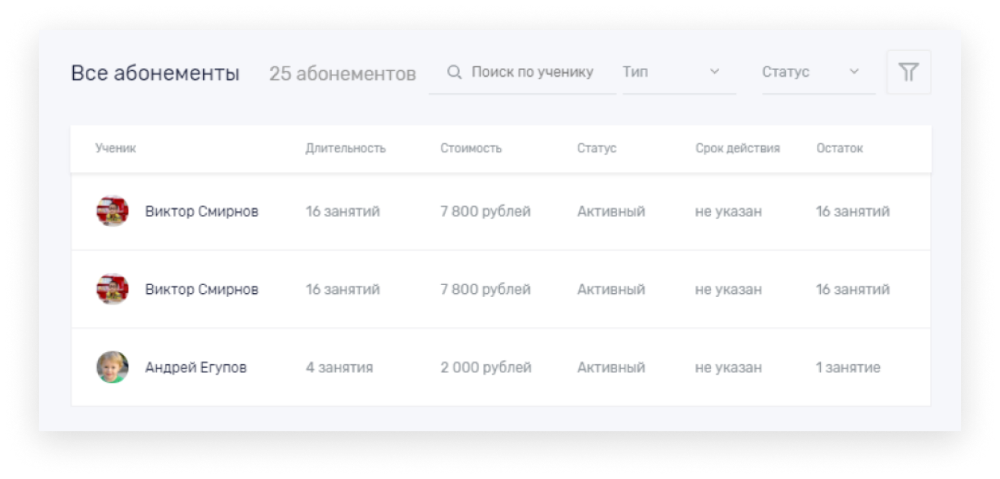 Все абонементы 25 абонементов Поиск по ученику Тип Статус
Ученик Длительность Стоимость Статус Срок действия Остаток
Виктор Смирнов 16 занятий 7 800 рублей Активный не указан 16 занятий
Виктор Смирнов 16 занятий 7 800 рублей Активный не указан 16 занятий
Андрей Егупов 4 занятия 2 000 рублей Активный не указан 1 занятие